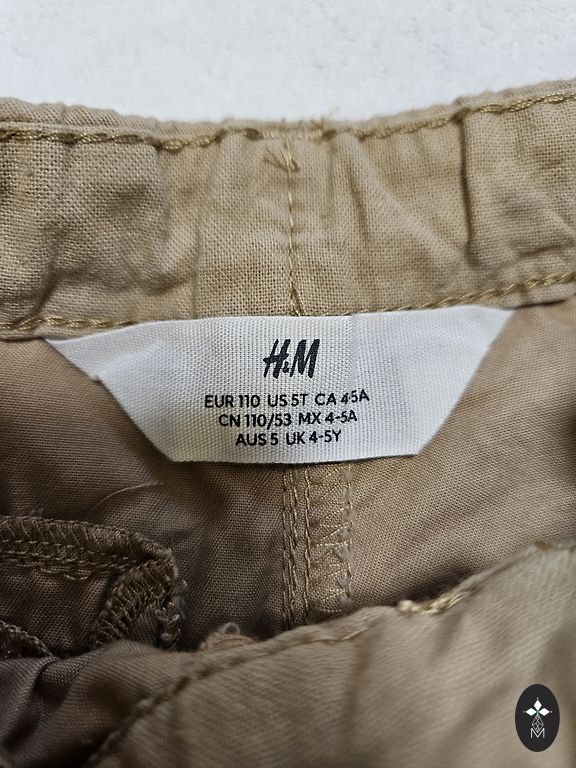 H&M
EUR 110 US 5T CA 4-5A
CN 110/53 MX 4-5A
AUS 5 UK 4-5Y
M